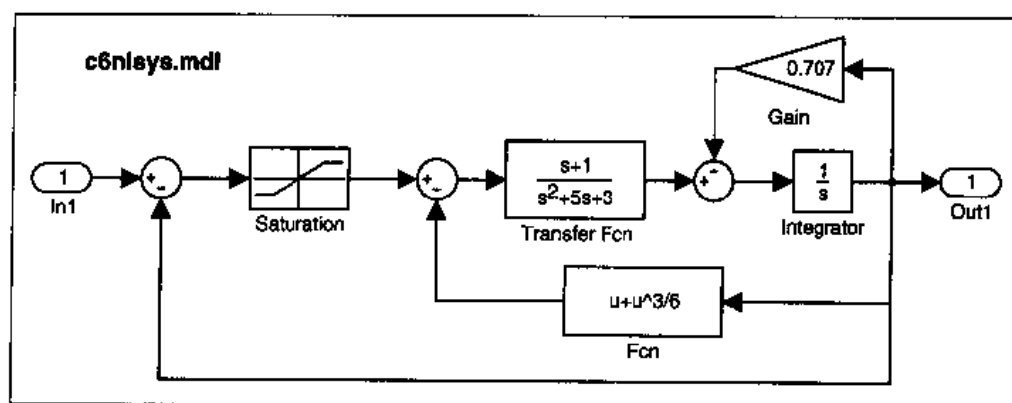 c6nlsys.mdl
0.707
Gain
1
In1
+
-
Saturation
+
-
s+1
s²+5s+3
Transfer Fcn
+
-
1
s
Integrator
1
Out1
u+u^3/6
Fcn